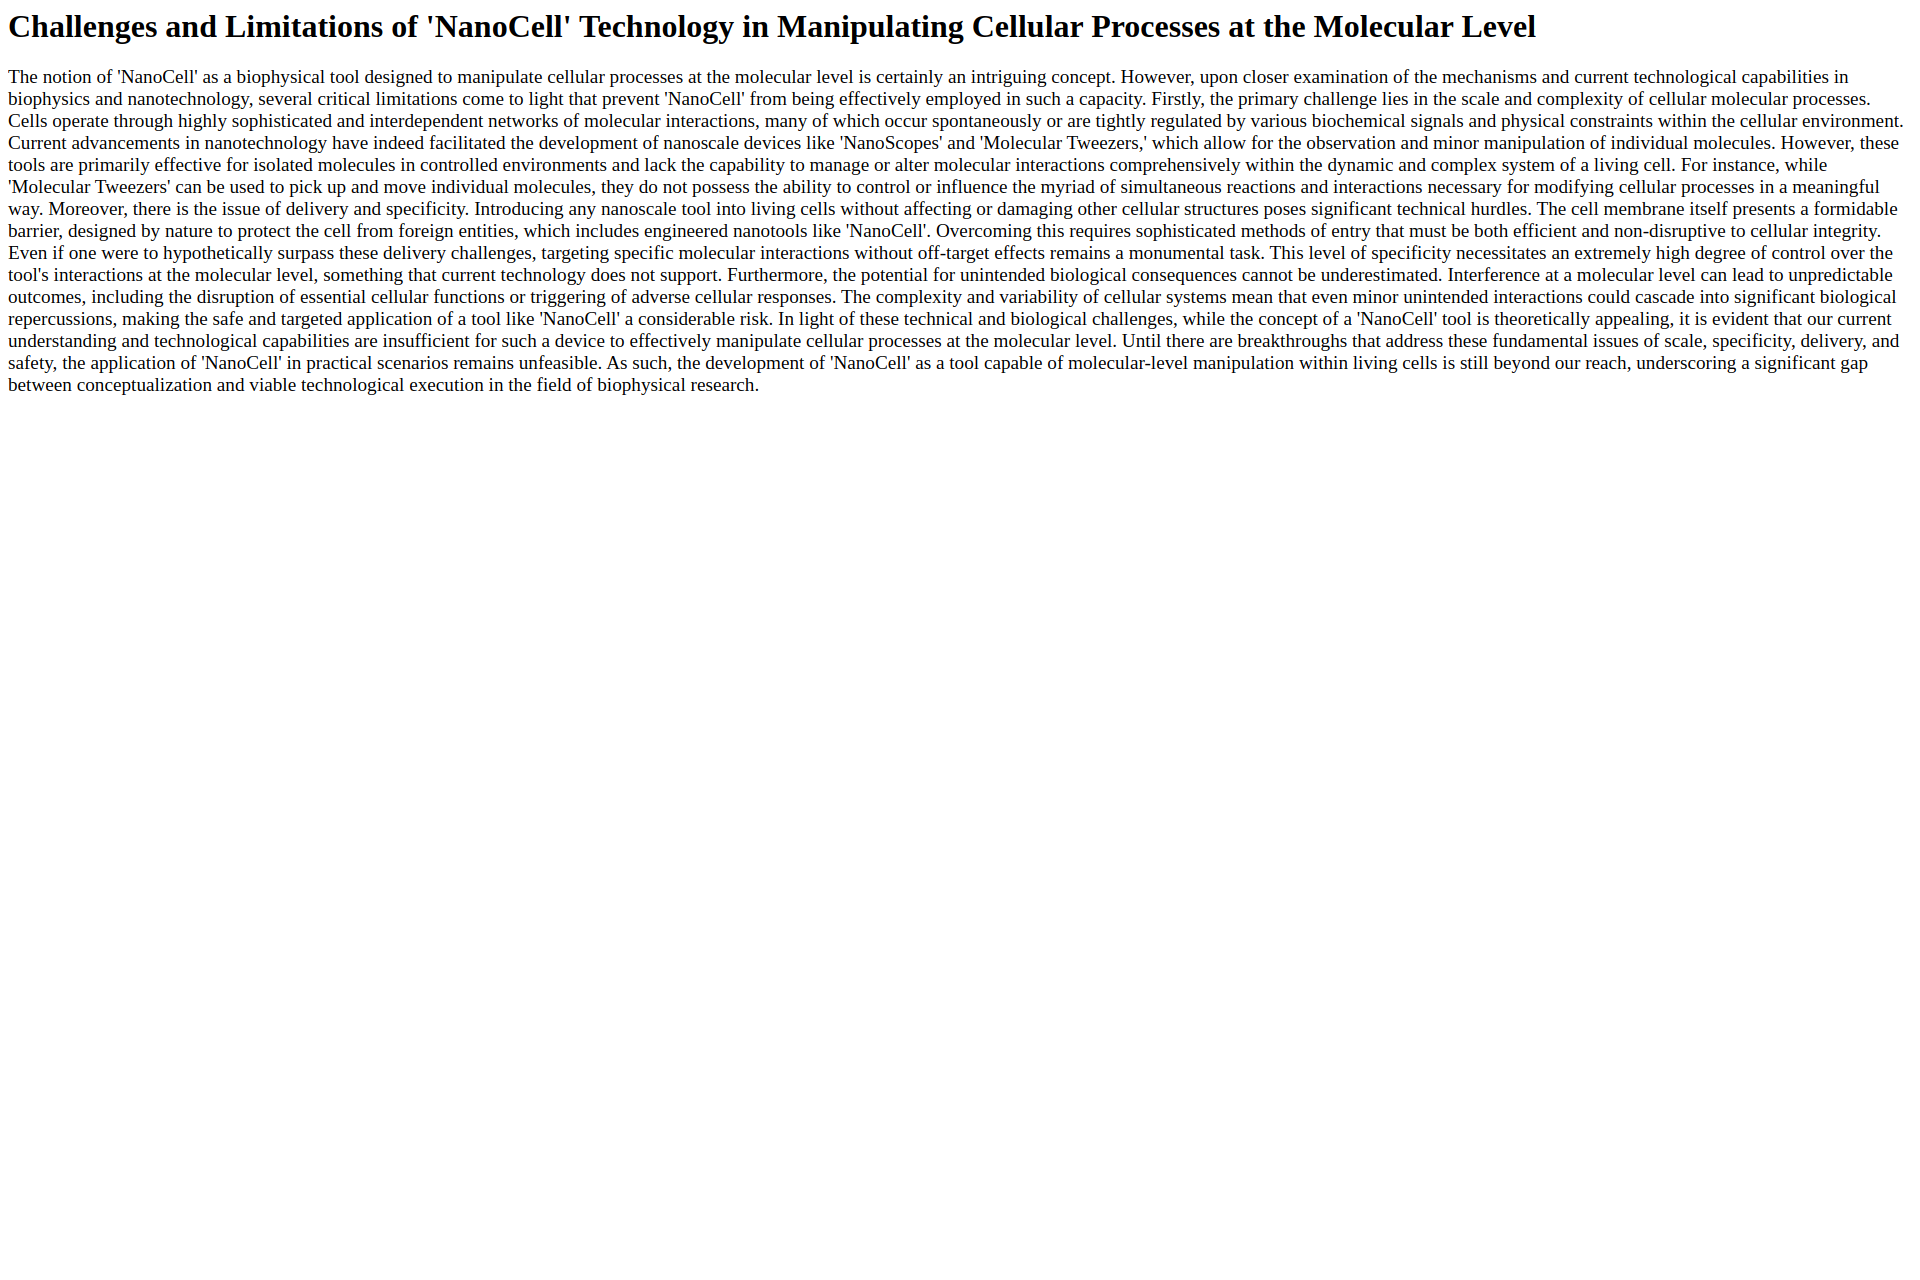 Challenges and Limitations of 'NanoCell' Technology in Manipulating Cellular Processes at the Molecular Level
The notion of 'NanoCell' as a biophysical tool designed to manipulate cellular processes at the molecular level is certainly an intriguing concept. However, upon closer examination of the mechanisms and current technological capabilities in
biophysics and nanotechnology, several critical limitations come to light that prevent 'NanoCell' from being effectively employed in such a capacity. Firstly, the primary challenge lies in the scale and complexity of cellular molecular processes.
Cells operate through highly sophisticated and interdependent networks of molecular interactions, many of which occur spontaneously or are tightly regulated by various biochemical signals and physical constraints within the cellular environment.
Current advancements in nanotechnology have indeed facilitated the development of nanoscale devices like 'NanoScopes' and 'Molecular Tweezers,' which allow for the observation and minor manipulation of individual molecules. However, these
tools are primarily effective for isolated molecules in controlled environments and lack the capability to manage or alter molecular interactions comprehensively within the dynamic and complex system of a living cell. For instance, while
'Molecular Tweezers' can be used to pick up and move individual molecules, they do not possess the ability to control or influence the myriad of simultaneous reactions and interactions necessary for modifying cellular processes in a meaningful
way. Moreover, there is the issue of delivery and specificity. Introducing any nanoscale tool into living cells without affecting or damaging other cellular structures poses significant technical hurdles. The cell membrane itself presents a formidable
barrier, designed by nature to protect the cell from foreign entities, which includes engineered nanotools like 'NanoCell'. Overcoming this requires sophisticated methods of entry that must be both efficient and non-disruptive to cellular integrity.
Even if one were to hypothetically surpass these delivery challenges, targeting specific molecular interactions without off-target effects remains a monumental task. This level of specificity necessitates an extremely high degree of control over the
tool's interactions at the molecular level, something that current technology does not support. Furthermore, the potential for unintended biological consequences cannot be underestimated. Interference at a molecular level can lead to unpredictable
outcomes, including the disruption of essential cellular functions or triggering of adverse cellular responses. The complexity and variability of cellular systems mean that even minor unintended interactions could cascade into significant biological
repercussions, making the safe and targeted application of a tool like 'NanoCell' a considerable risk. In light of these technical and biological challenges, while the concept of a 'NanoCell' tool is theoretically appealing, it is evident that our current
understanding and technological capabilities are insufficient for such a device to effectively manipulate cellular processes at the molecular level. Until there are breakthroughs that address these fundamental issues of scale, specificity, delivery, and
safety, the application of 'NanoCell' in practical scenarios remains unfeasible. As such, the development of 'NanoCell' as a tool capable of molecular-level manipulation within living cells is still beyond our reach, underscoring a significant gap
between conceptualization and viable technological execution in the field of biophysical research.